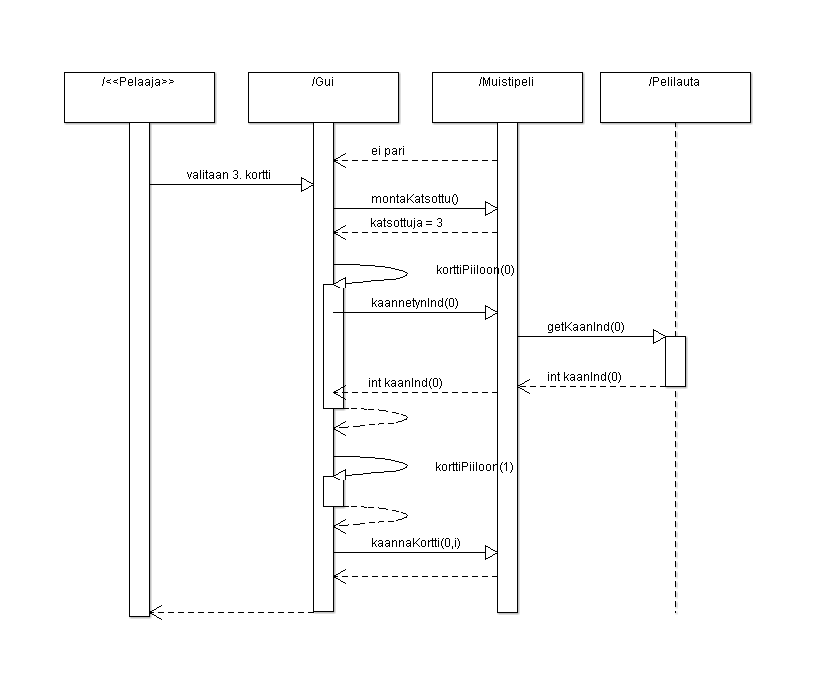 /<<Pelaaja>>
/Gui
/Muistipeli
/Pelilauta
ei pari
valitaan 3. kortti
montaKatsottu()
katsottuja = 3
korttiPiiloon(0)
kaannetynInd(0)
getKaanInd(0)
int kaanInd(0)
int kaanInd(0)
korttiPiiloon(1)
kaannaKortti(0,i)